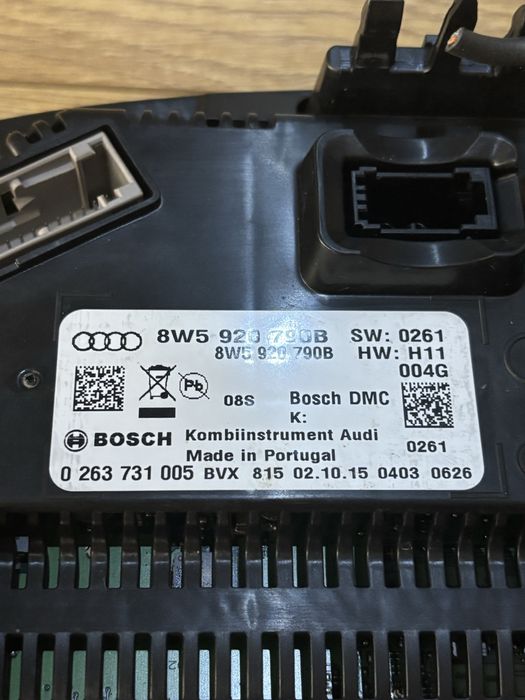 8W5 920 790B SW: 0261
8W5 920 790B HW: H11
004G
Pb
08S Bosch DMC
K:
BOSCH Kombiinstrument Audi 0261
Made in Portugal
0 263 731 005 BVX 815 02.10.15 0403 0626